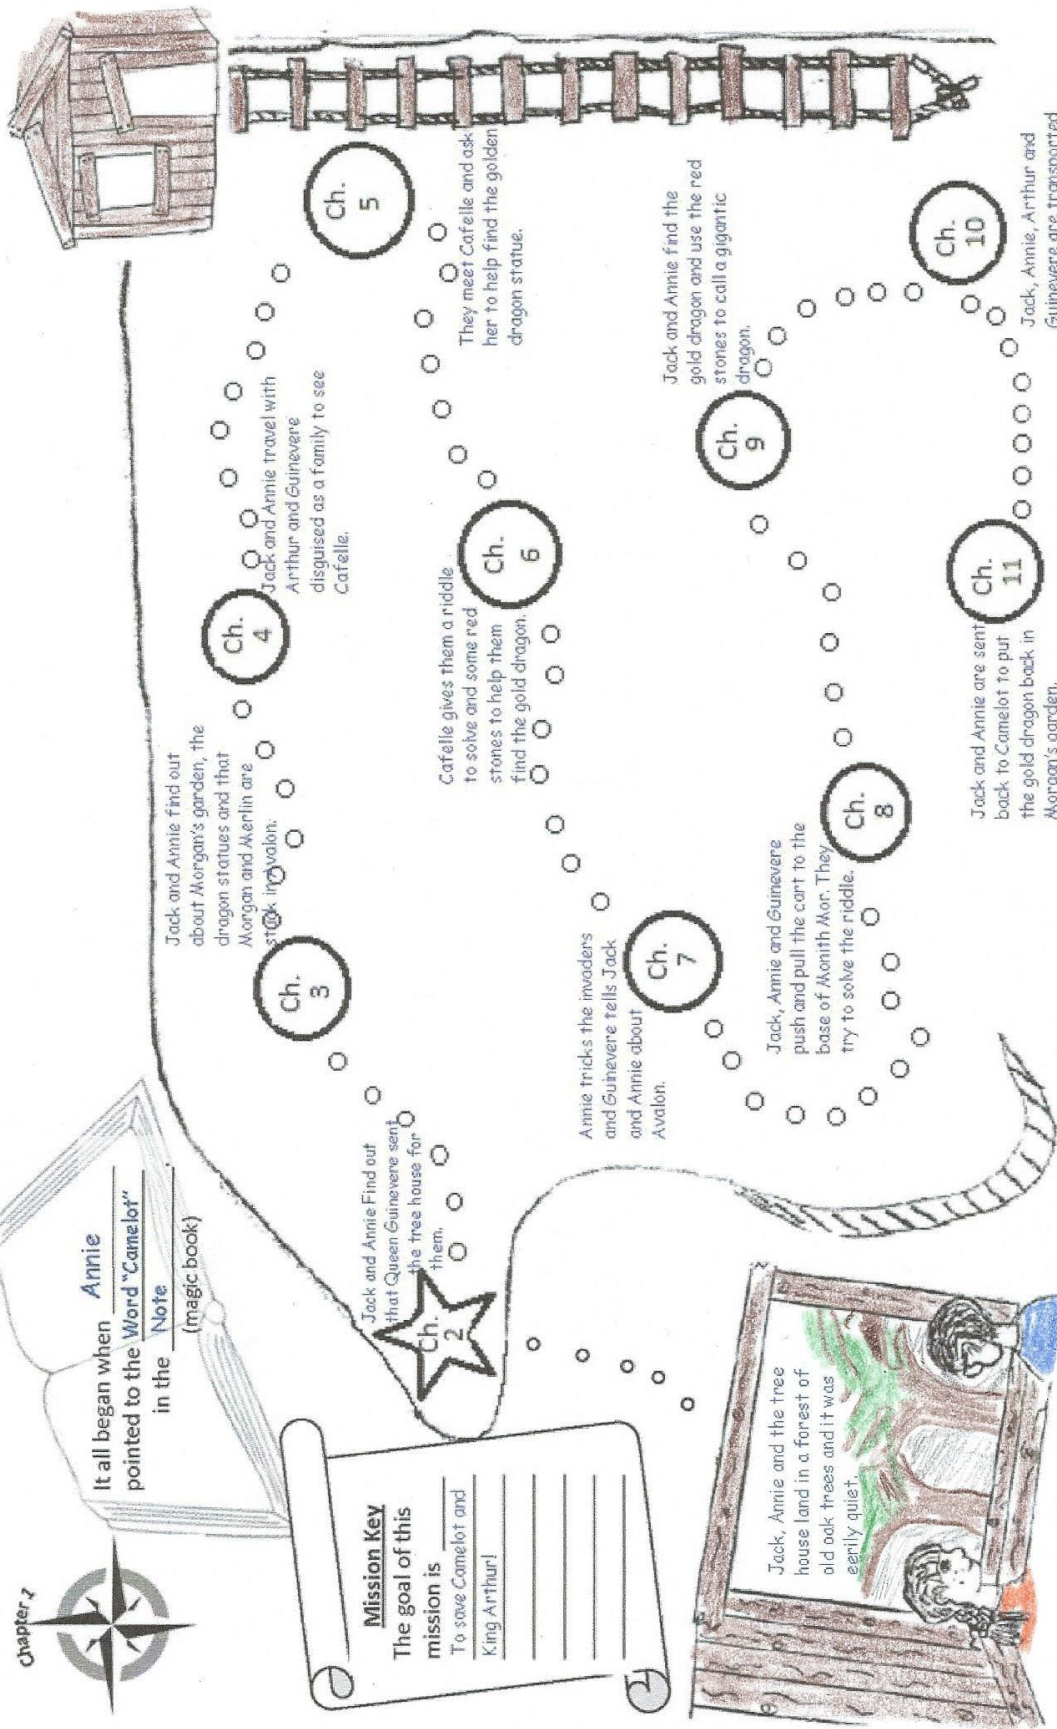 Chapter 1
It all began when Annie
pointed to the Word "Camelot"
in the Note
(magic book)
Mission Key
The goal of this
mission is
To save Camelot and
King Arthur!
Jack, Annie and the tree
house land in a forest of
old oak trees and it was
eerily quiet.
Ch.
2
Jack and Annie Find out
that Queen Guinevere sent
the tree house for
them.
Ch.
3
Jack and Annie find out
about Morgan's garden, the
dragon statues and that
Morgan and Merlin are
stuck in Avalon.
Ch.
4
Jack and Annie travel with
Arthur and Guinevere
disguised as a family to see
Cafelle.
Ch.
5
They meet Cafelle and ask
her to help find the golden
dragon statue.
Ch.
6
Cafelle gives them a riddle
to solve and some red
stones to help them
find the gold dragon.
Ch.
7
Annie tricks the invaders
and Guinevere tells Jack
and Annie about
Avalon.
Ch.
8
Jack, Annie and Guinevere
push and pull the cart to the
base of Monith Mor. They
try to solve the riddle.
Ch.
9
Jack and Annie find the
gold dragon and use the red
stones to call a gigantic
dragon.
Ch.
10
Jack, Annie, Arthur and
Guinevere are transported
Ch.
11
Jack and Annie are sent
back to Camelot to put
the gold dragon back in
Morgan's garden.